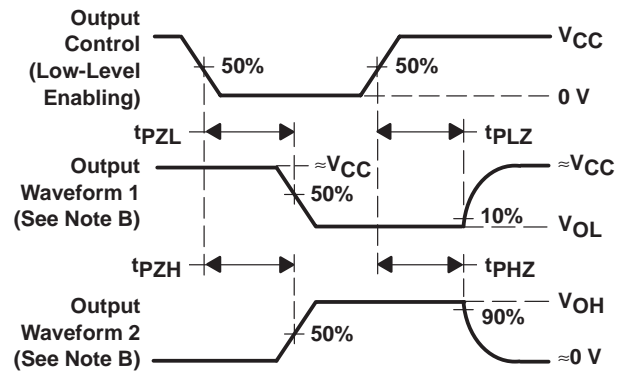 Output
Control
(Low-Level
Enabling)
50%
50%
VCC
0 V
tPZL
tPLZ
Output
Waveform 1
(See Note B)
≈VCC
50%
≈VCC
10%
VOL
tPZH
tPHZ
Output
Waveform 2
(See Note B)
50%
VOH
90%
≈0 V